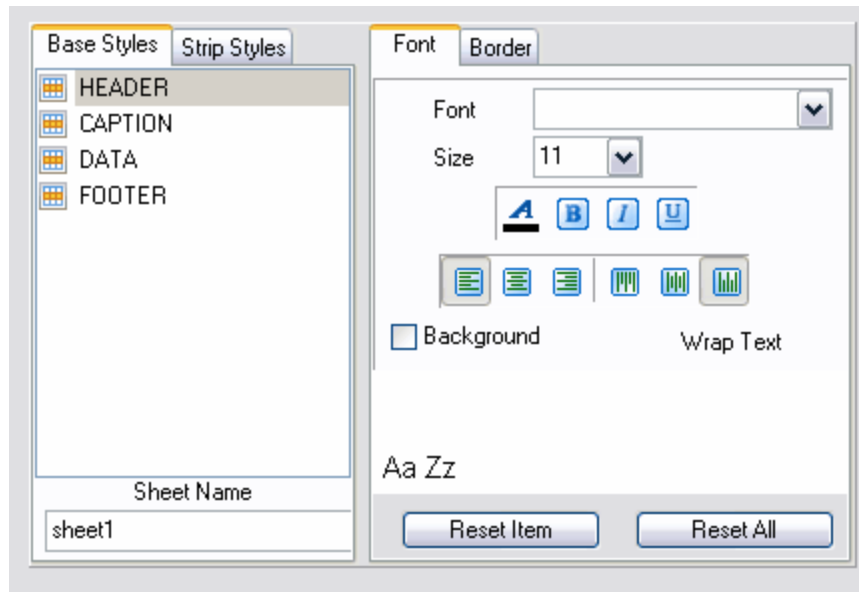 Base Styles Strip Styles
HEADER
CAPTION
DATA
FOOTER
Sheet Name
sheet1
Font Border
Font
Size 11
A B I U
Background Wrap Text
Aa Zz
Reset Item Reset All